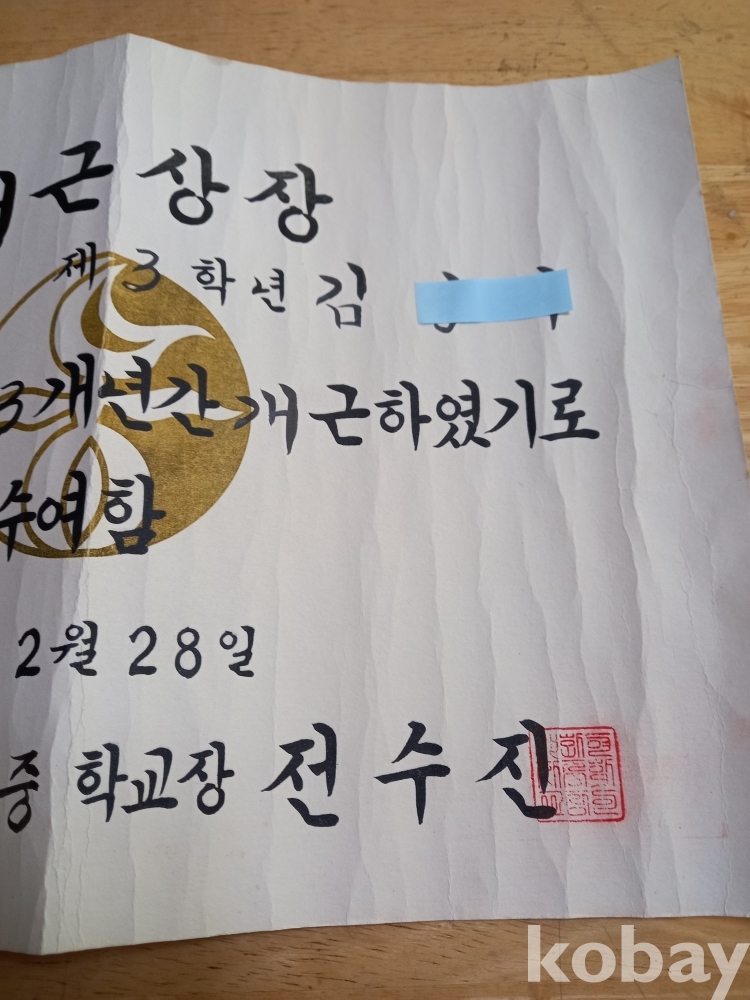 근상장
제3학년 김
3개년간개근하였기로
수여함
2월 28일
중 학교장 전수진
kobay